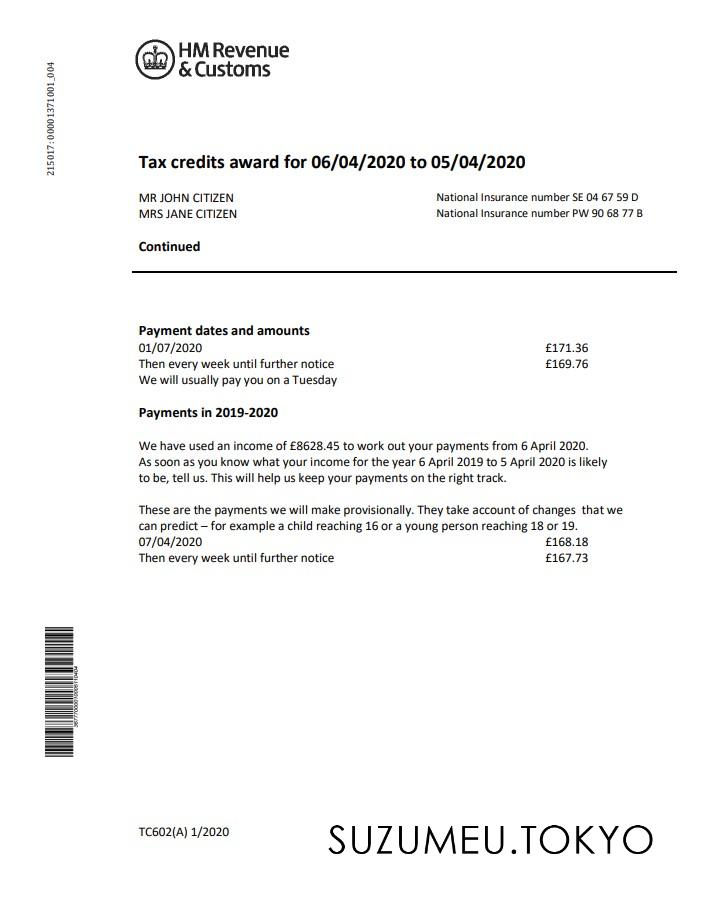 HM Revenue
& Customs
215017:00001371001_004
Tax credits award for 06/04/2020 to 05/04/2020
MR JOHN CITIZEN National Insurance number SE 04 67 59 D
MRS JANE CITIZEN National Insurance number PW 90 68 77 B
Continued
Payment dates and amounts
01/07/2020 £171.36
Then every week until further notice £169.76
We will usually pay you on a Tuesday
Payments in 2019-2020
We have used an income of £8628.45 to work out your payments from 6 April 2020.
As soon as you know what your income for the year 6 April 2019 to 5 April 2020 is likely
to be, tell us. This will help us keep your payments on the right track.
These are the payments we will make provisionally. They take account of changes that we
can predict – for example a child reaching 16 or a young person reaching 18 or 19.
07/04/2020 £168.18
Then every week until further notice £167.73
TC602(A) 1/2020
SUZUMEU.TOKYO